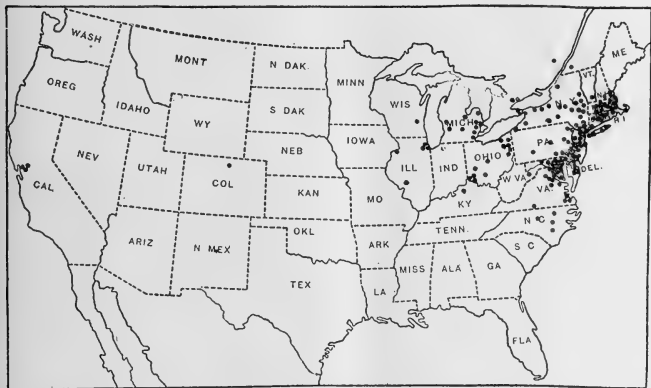 WASH
MONT
N DAK.
MINN
ME
VT.
OREG
IDAHO
S DAK
WIS
MICH
N Y
WY
IOWA
PA
R I
NEV
UTAH
NEB
ILL
IND
OHIO
DEL.
COL
W VA.
VA.
CAL
KAN
MO
KY
N C
TENN.
OKL
ARIZ
N MEX
ARK
S C
TEX
MISS
ALA
GA
LA
FLA